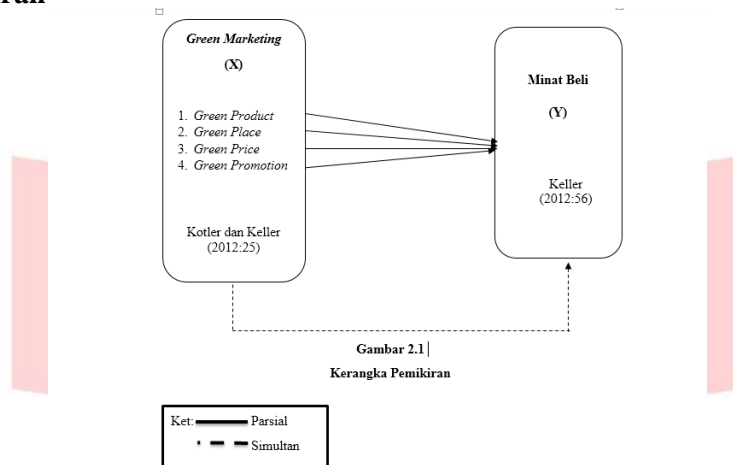 Green Marketing
(X)
1. Green Product
2. Green Place
3. Green Price
4. Green Promotion
Kotler dan Keller
(2012:25)
Minat Beli
(Y)
Keller
(2012:56)
Gambar 2.1
Kerangka Pemikiran
Ket: Parsial
Simultan